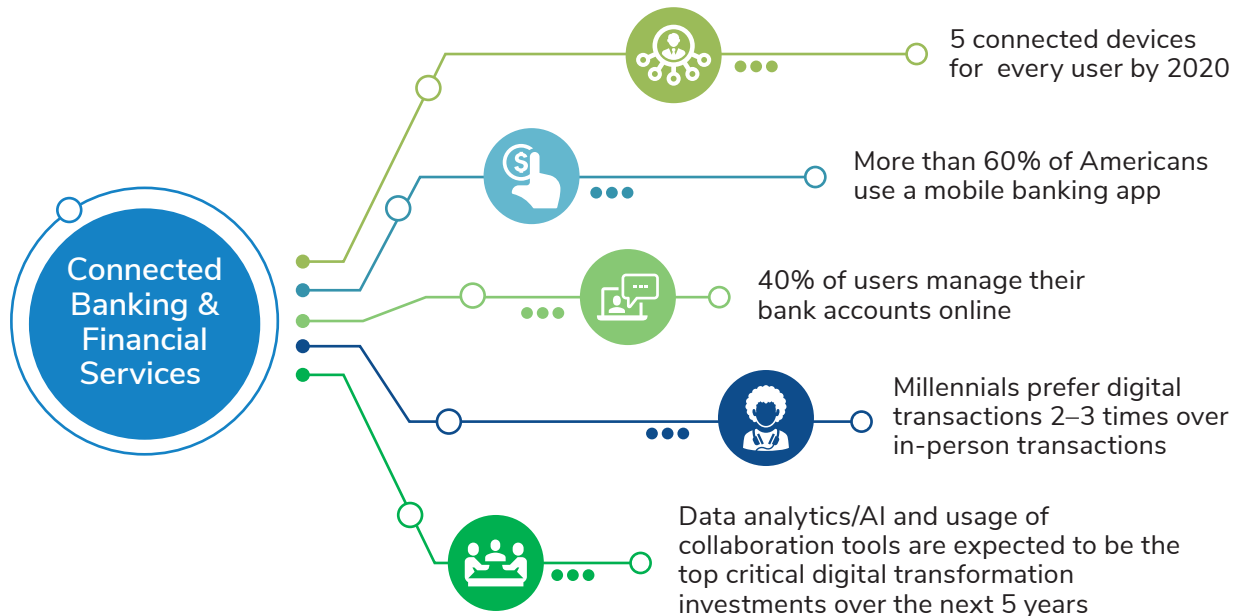 Connected
Banking &
Financial
Services
5 connected devices
for every user by 2020
More than 60% of Americans
use a mobile banking app
40% of users manage their
bank accounts online
Millennials prefer digital
transactions 2–3 times over
in-person transactions
Data analytics/AI and usage of
collaboration tools are expected to be the
top critical digital transformation
investments over the next 5 years